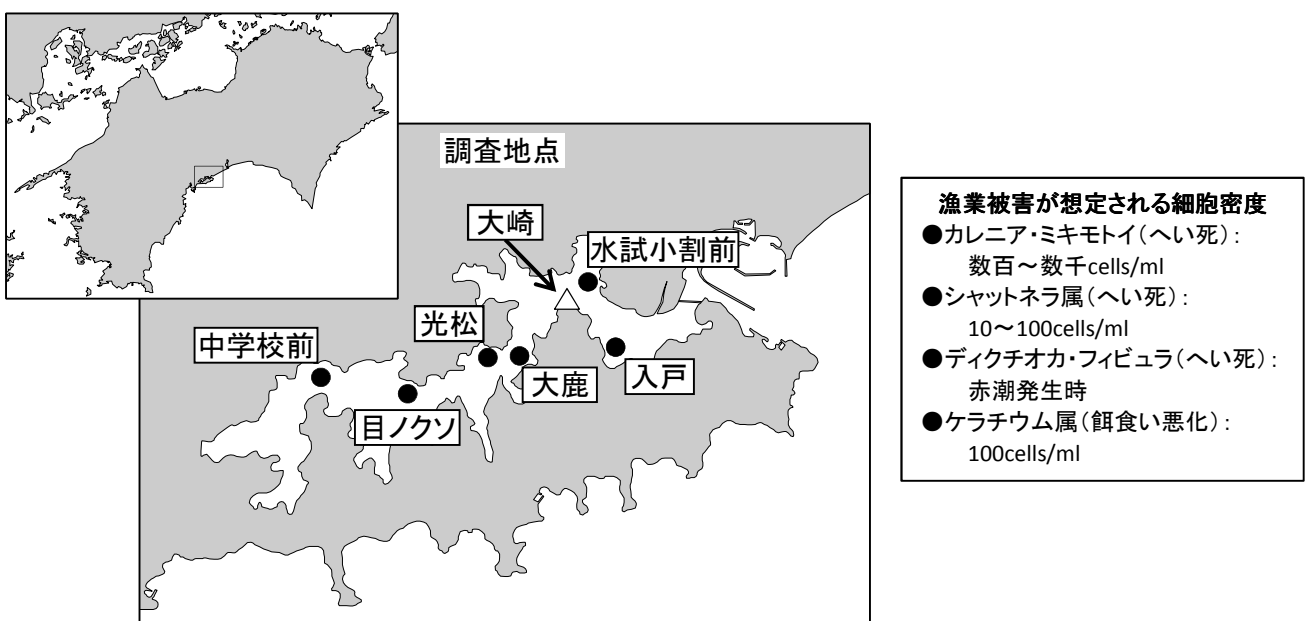 調査地点
大崎
水試小割前
光松
中学校前
大鹿
入戸
目ノクソ
漁業被害が想定される細胞密度
●カレニア・ミキモトイ(へい死):
数百～数千cells/ml
●シャットネラ属(へい死):
10～100cells/ml
●ディクチオカ・フィビュラ(へい死):
赤潮発生時
●ケラチウム属(餌食い悪化):
100cells/ml